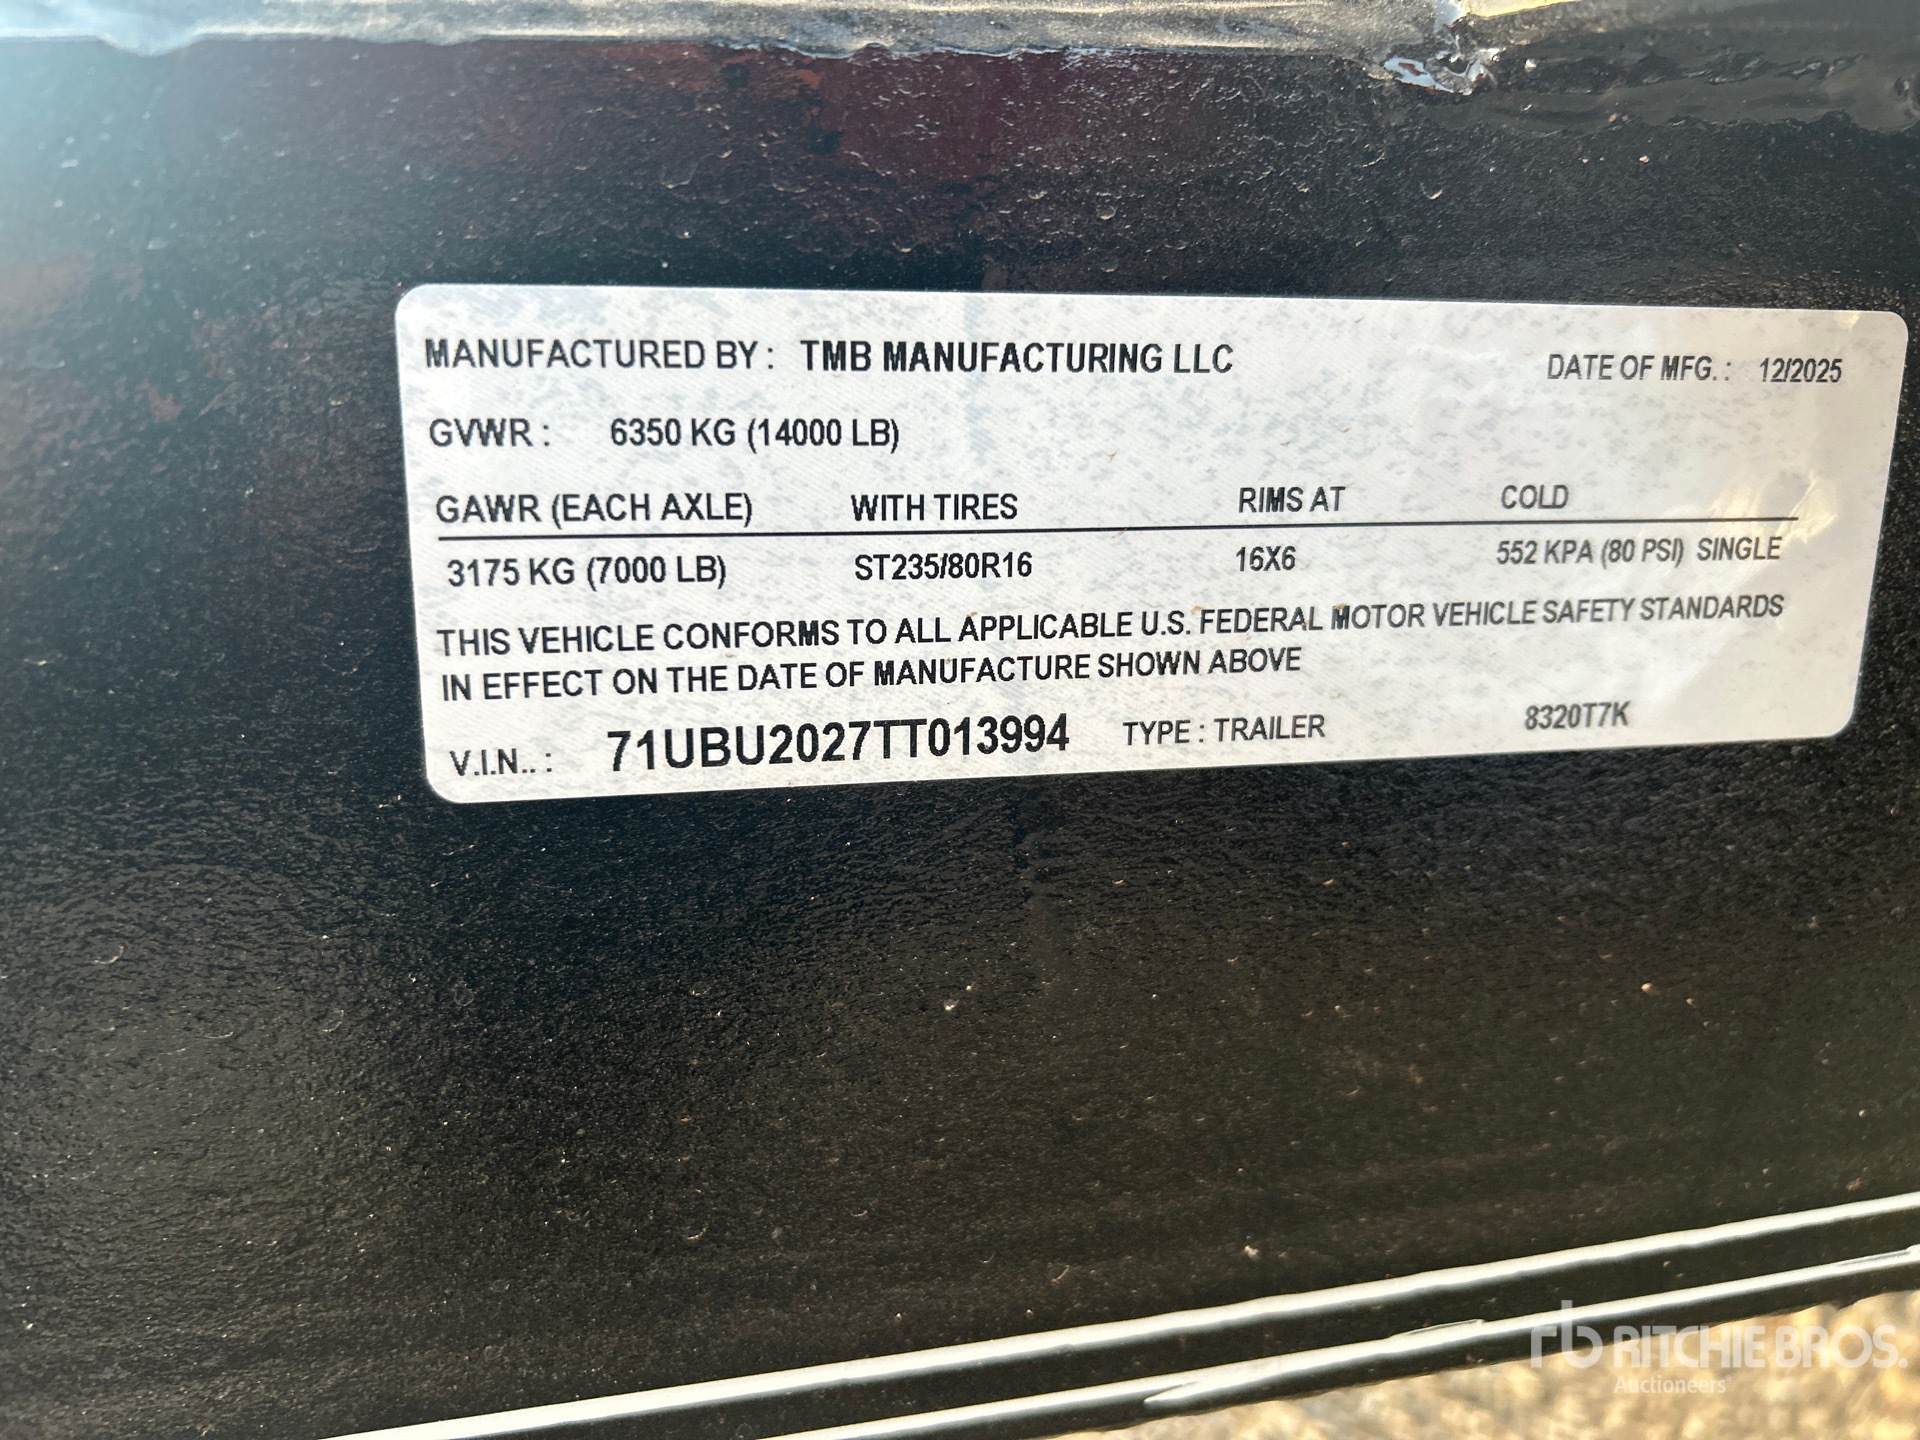 MANUFACTURED BY : TMB MANUFACTURING LLC DATE OF MFG. : 12/2025
GVWR : 6350 KG (14000 LB)
GAWR (EACH AXLE) WITH TIRES RIMS AT COLD
3175 KG (7000 LB) ST235/80R16 16X6 552 KPA (80 PSI) SINGLE
THIS VEHICLE CONFORMS TO ALL APPLICABLE U.S. FEDERAL MOTOR VEHICLE SAFETY STANDARDS
IN EFFECT ON THE DATE OF MANUFACTURE SHOWN ABOVE
V.I.N.. : 71UBU2027TT013994 TYPE : TRAILER 8320T7K
rb RITCHIE BROS.
Auctioneers